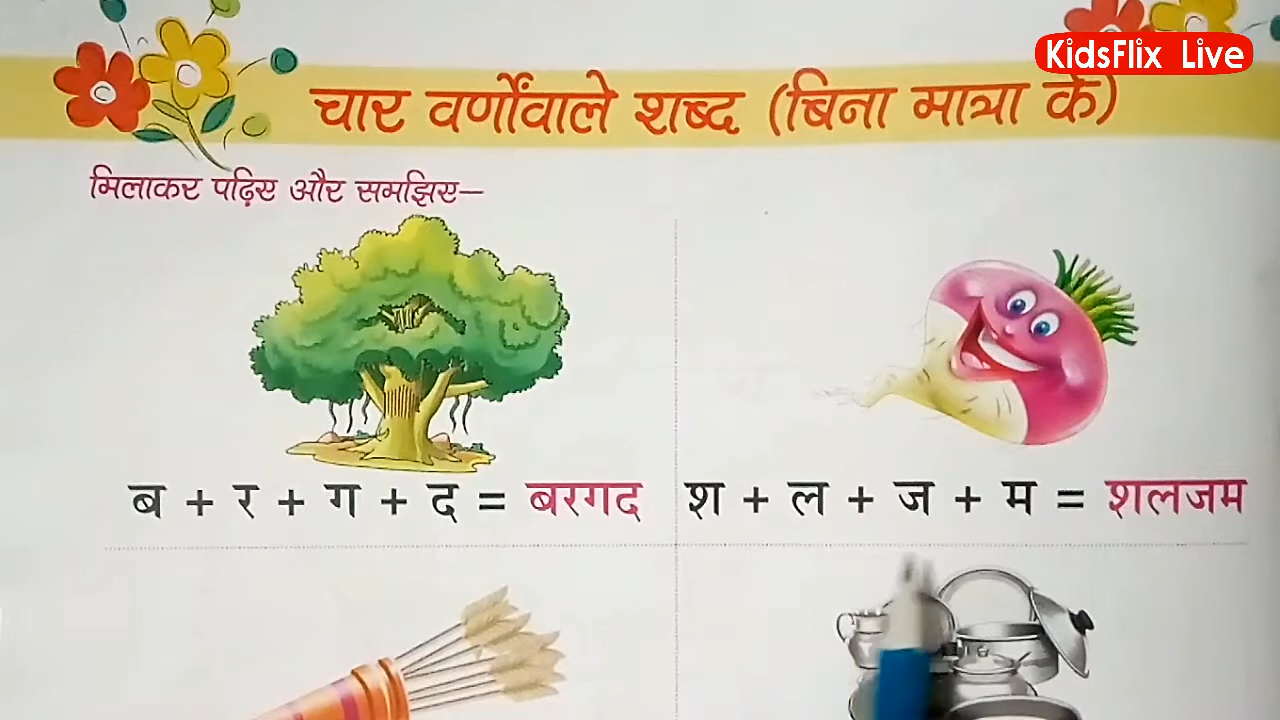 KidsFlix Live
चार वर्णोंवाले शब्द (बिना मात्रा के)
मिलाकर पढ़िए और समझिए–
ब + र + ग + द = बरगद
श + ल + ज + म = शलजम